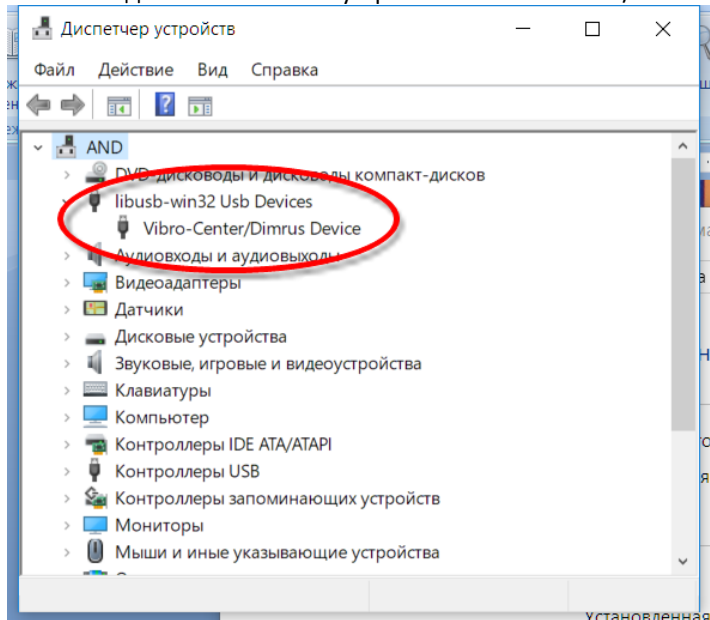 Диспетчер устройств
Файл Действие Вид Справка
AND
DVD-дисководы и дисководы компакт-дисков
libusb-win32 Usb Devices
Vibro-Center/Dimrus Device
Аудиовходы и аудиовыходы
Видеоадаптеры
Датчики
Дисковые устройства
Звуковые, игровые и видеоустройства
Клавиатуры
Компьютер
Контроллеры IDE ATA/ATAPI
Контроллеры USB
Контроллеры запоминающих устройств
Мониторы
Мыши и иные указывающие устройства
Установленная